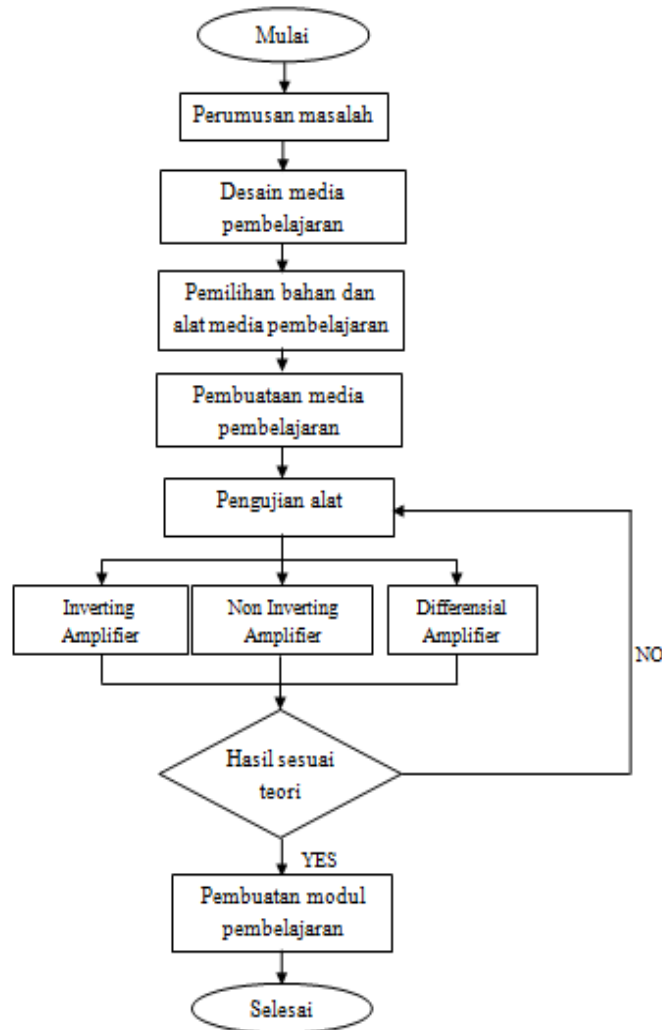 Mulai
Perumusan masalah
Desain media
pembelajaran
Pemilihan bahan dan
alat media pembelajaran
Pembuataan media
pembelajaran
Pengujian alat
Inverting
Amplifier
Non Inverting
Amplifier
Differensial
Amplifier
NO
Hasil sesuai
teori
YES
Pembuatan modul
pembelajaran
Selesai